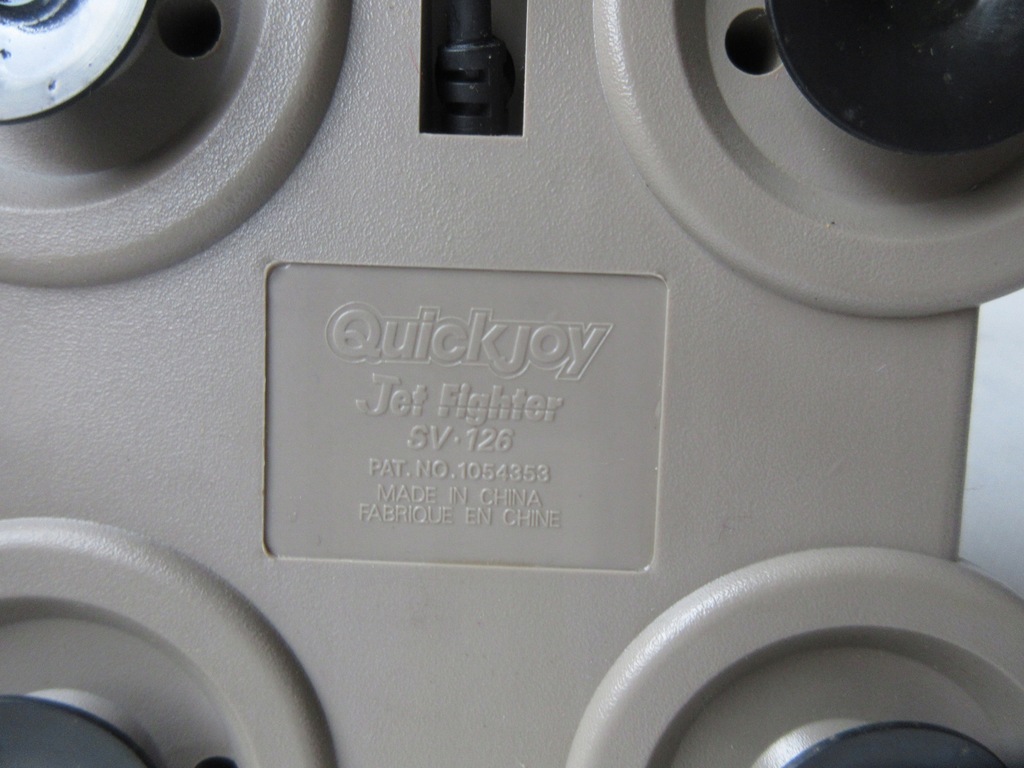 Quickjoy
Jet Fighter
SV-126
PAT. NO. 1054353
MADE IN CHINA
FABRIQUE EN CHINE